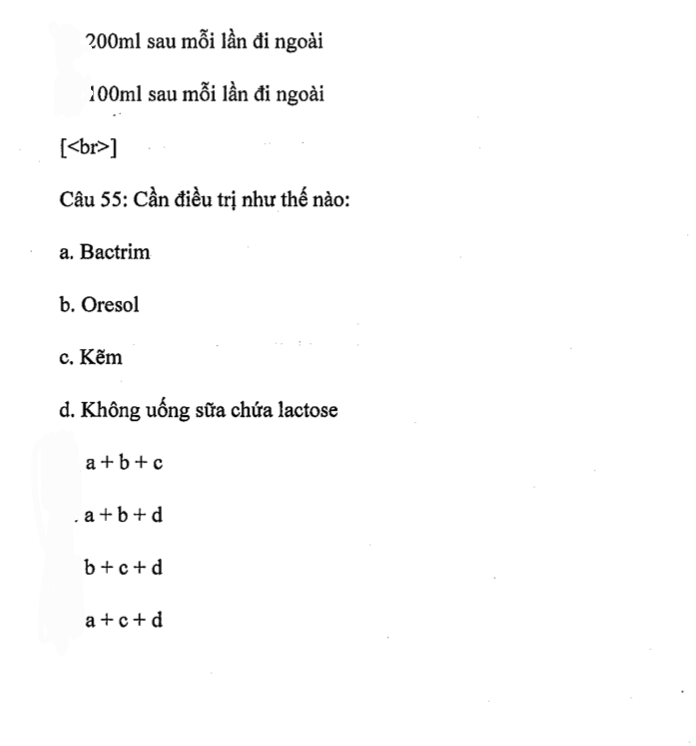 200ml sau mỗi lần đi ngoài
100ml sau mỗi lần đi ngoài
[<br>]
Câu 55: Cần điều trị như thế nào:
a. Bactrim
b. Oresol
c. Kẽm
d. Không uống sữa chứa lactose
a + b + c
. a + b + d
b + c + d
a + c + d